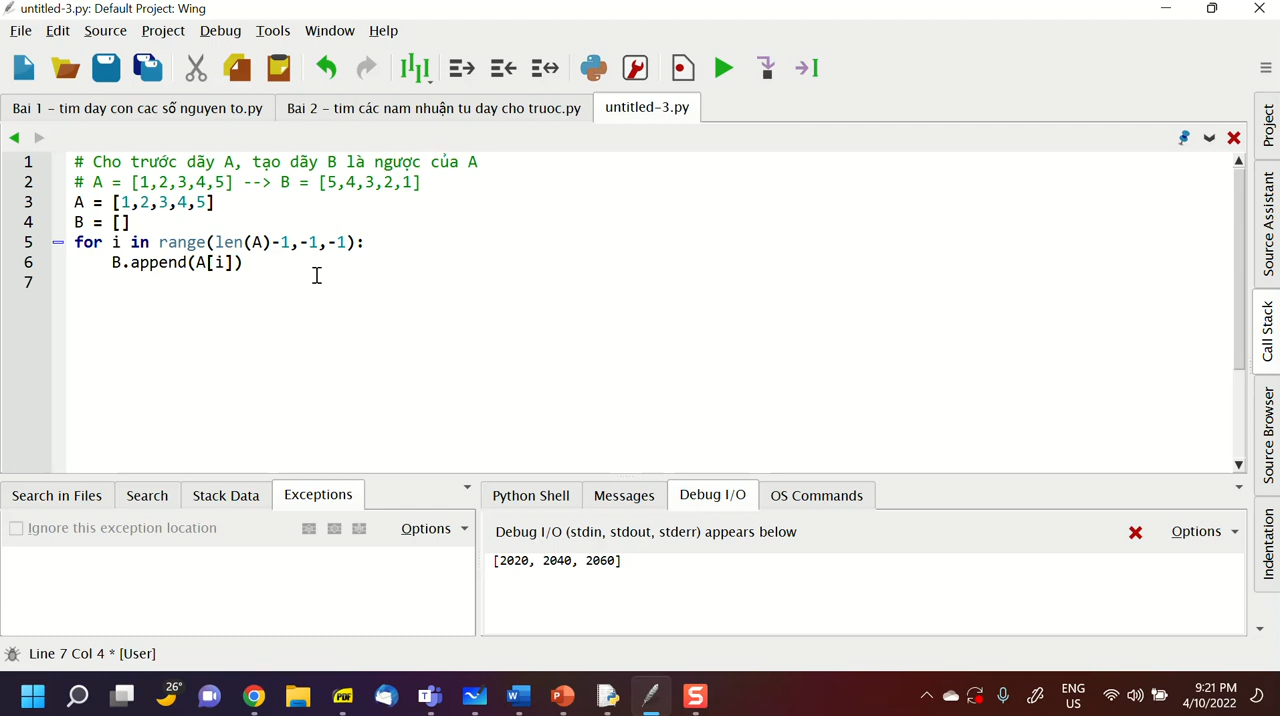 untitled-3.py: Default Project: Wing
File Edit Source Project Debug Tools Window Help
Bai 1 – tim day con cac số nguyen to.py Bai 2 – tim các nam nhuận tu day cho truoc.py untitled-3.py
1 # Cho trước dãy A, tạo dãy B là ngược của A
2 # A = [1,2,3,4,5] --> B = [5,4,3,2,1]
3 A = [1,2,3,4,5]
4 B = []
5 for i in range(len(A)-1,-1,-1):
6 B.append(A[i])
7
Project
Source Assistant
Call Stack
Source Browser
Indentation
Search in Files Search Stack Data Exceptions
Ignore this exception location Options
Python Shell Messages Debug I/O OS Commands
Debug I/O (stdin, stdout, stderr) appears below Options
[2020, 2040, 2060]
Line 7 Col 4 * [User]
26°
PDF
ENG
US
9:21 PM
4/10/2022